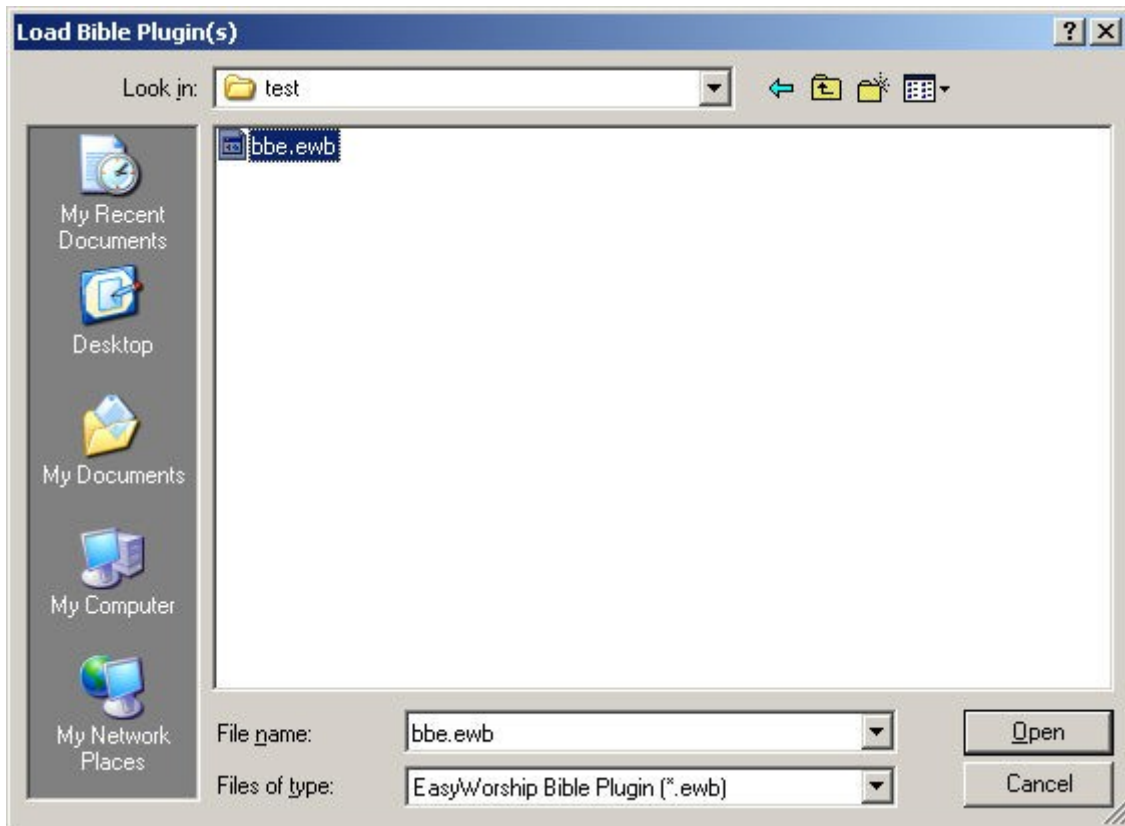 Load Bible Plugin(s)
Look in:
test
bbe.ewb
My Recent
Documents
Desktop
My Documents
My Computer
My Network
Places
File name:
bbe.ewb
Open
Files of type:
EasyWorship Bible Plugin (*.ewb)
Cancel